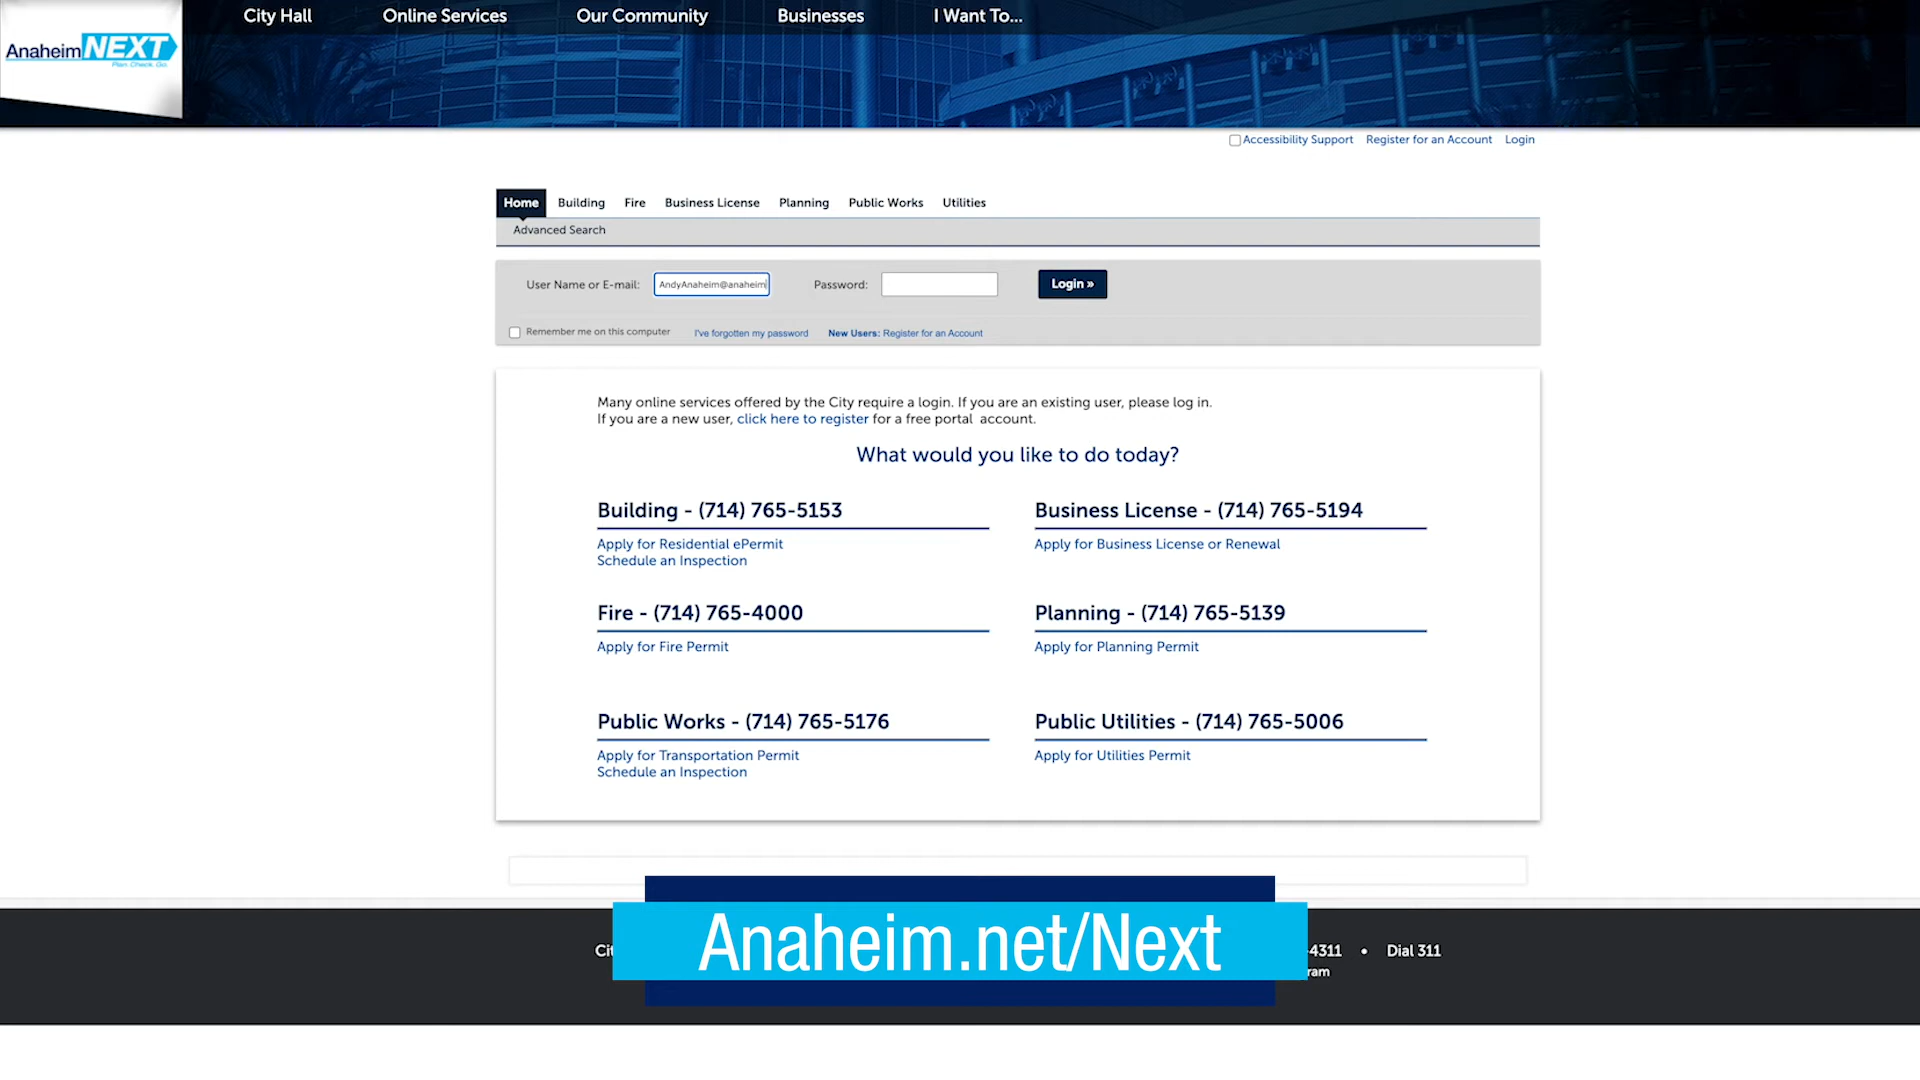 City Hall
Online Services
Our Community
Businesses
I Want To...
Anaheim NEXT
Plan. Check. Go.
Accessibility Support
Register for an Account
Login
Home
Building
Fire
Business License
Planning
Public Works
Utilities
Advanced Search
User Name or E-mail:
AndyAnaheim@anaheim
Password:
Login »
Remember me on this computer
I've forgotten my password
New Users: Register for an Account
Many online services offered by the City require a login. If you are an existing user, please log in.
If you are a new user, click here to register for a free portal account.
What would you like to do today?
Building - (714) 765-5153
Apply for Residential ePermit
Schedule an Inspection
Business License - (714) 765-5194
Apply for Business License or Renewal
Fire - (714) 765-4000
Apply for Fire Permit
Planning - (714) 765-5139
Apply for Planning Permit
Public Works - (714) 765-5176
Apply for Transportation Permit
Schedule an Inspection
Public Utilities - (714) 765-5006
Apply for Utilities Permit
Anaheim.net/Next
-4311 • Dial 311